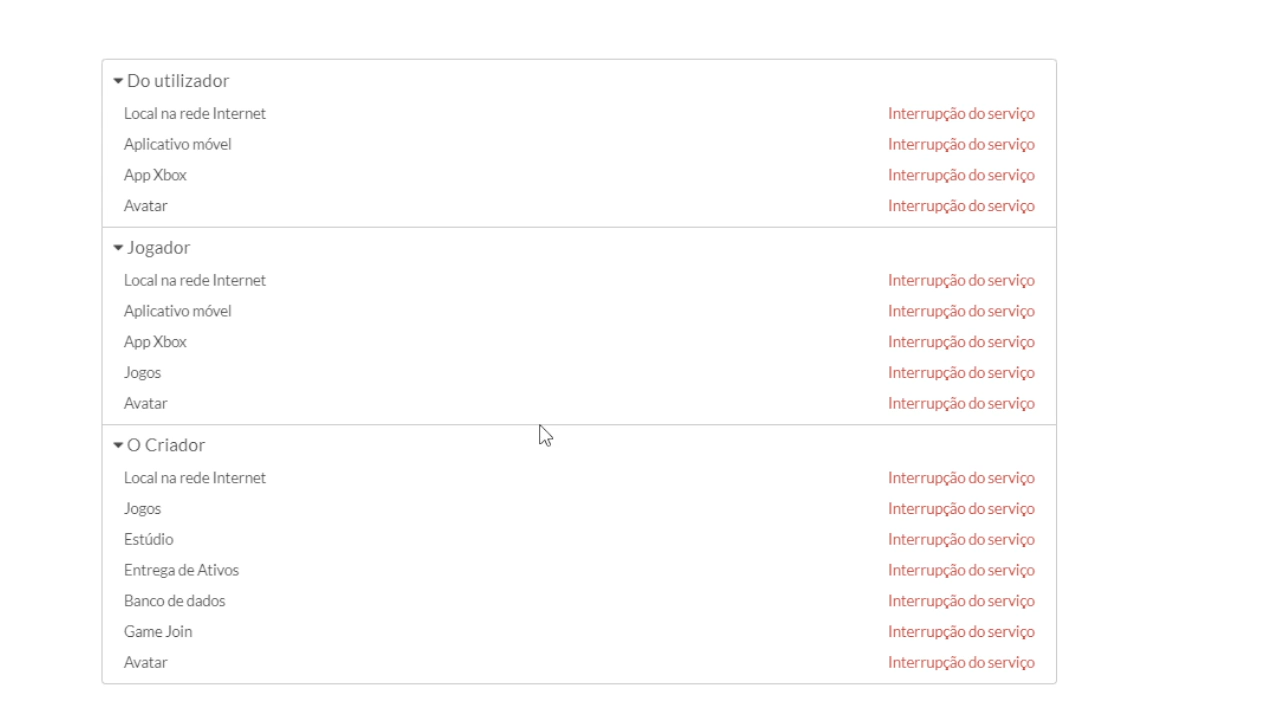 Do utilizador
Local na rede Internet Interrupção do serviço
Aplicativo móvel Interrupção do serviço
App Xbox Interrupção do serviço
Avatar Interrupção do serviço
Jogador
Local na rede Internet Interrupção do serviço
Aplicativo móvel Interrupção do serviço
App Xbox Interrupção do serviço
Jogos Interrupção do serviço
Avatar Interrupção do serviço
O Criador
Local na rede Internet Interrupção do serviço
Jogos Interrupção do serviço
Estúdio Interrupção do serviço
Entrega de Ativos Interrupção do serviço
Banco de dados Interrupção do serviço
Game Join Interrupção do serviço
Avatar Interrupção do serviço